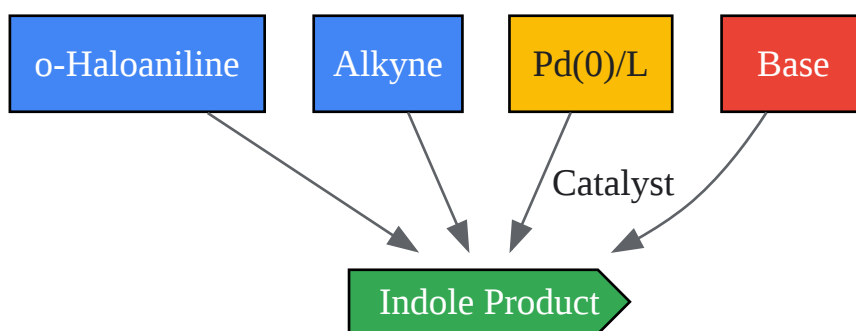 o-Haloaniline
Alkyne
Pd(0)/L
Base
Catalyst
Indole Product